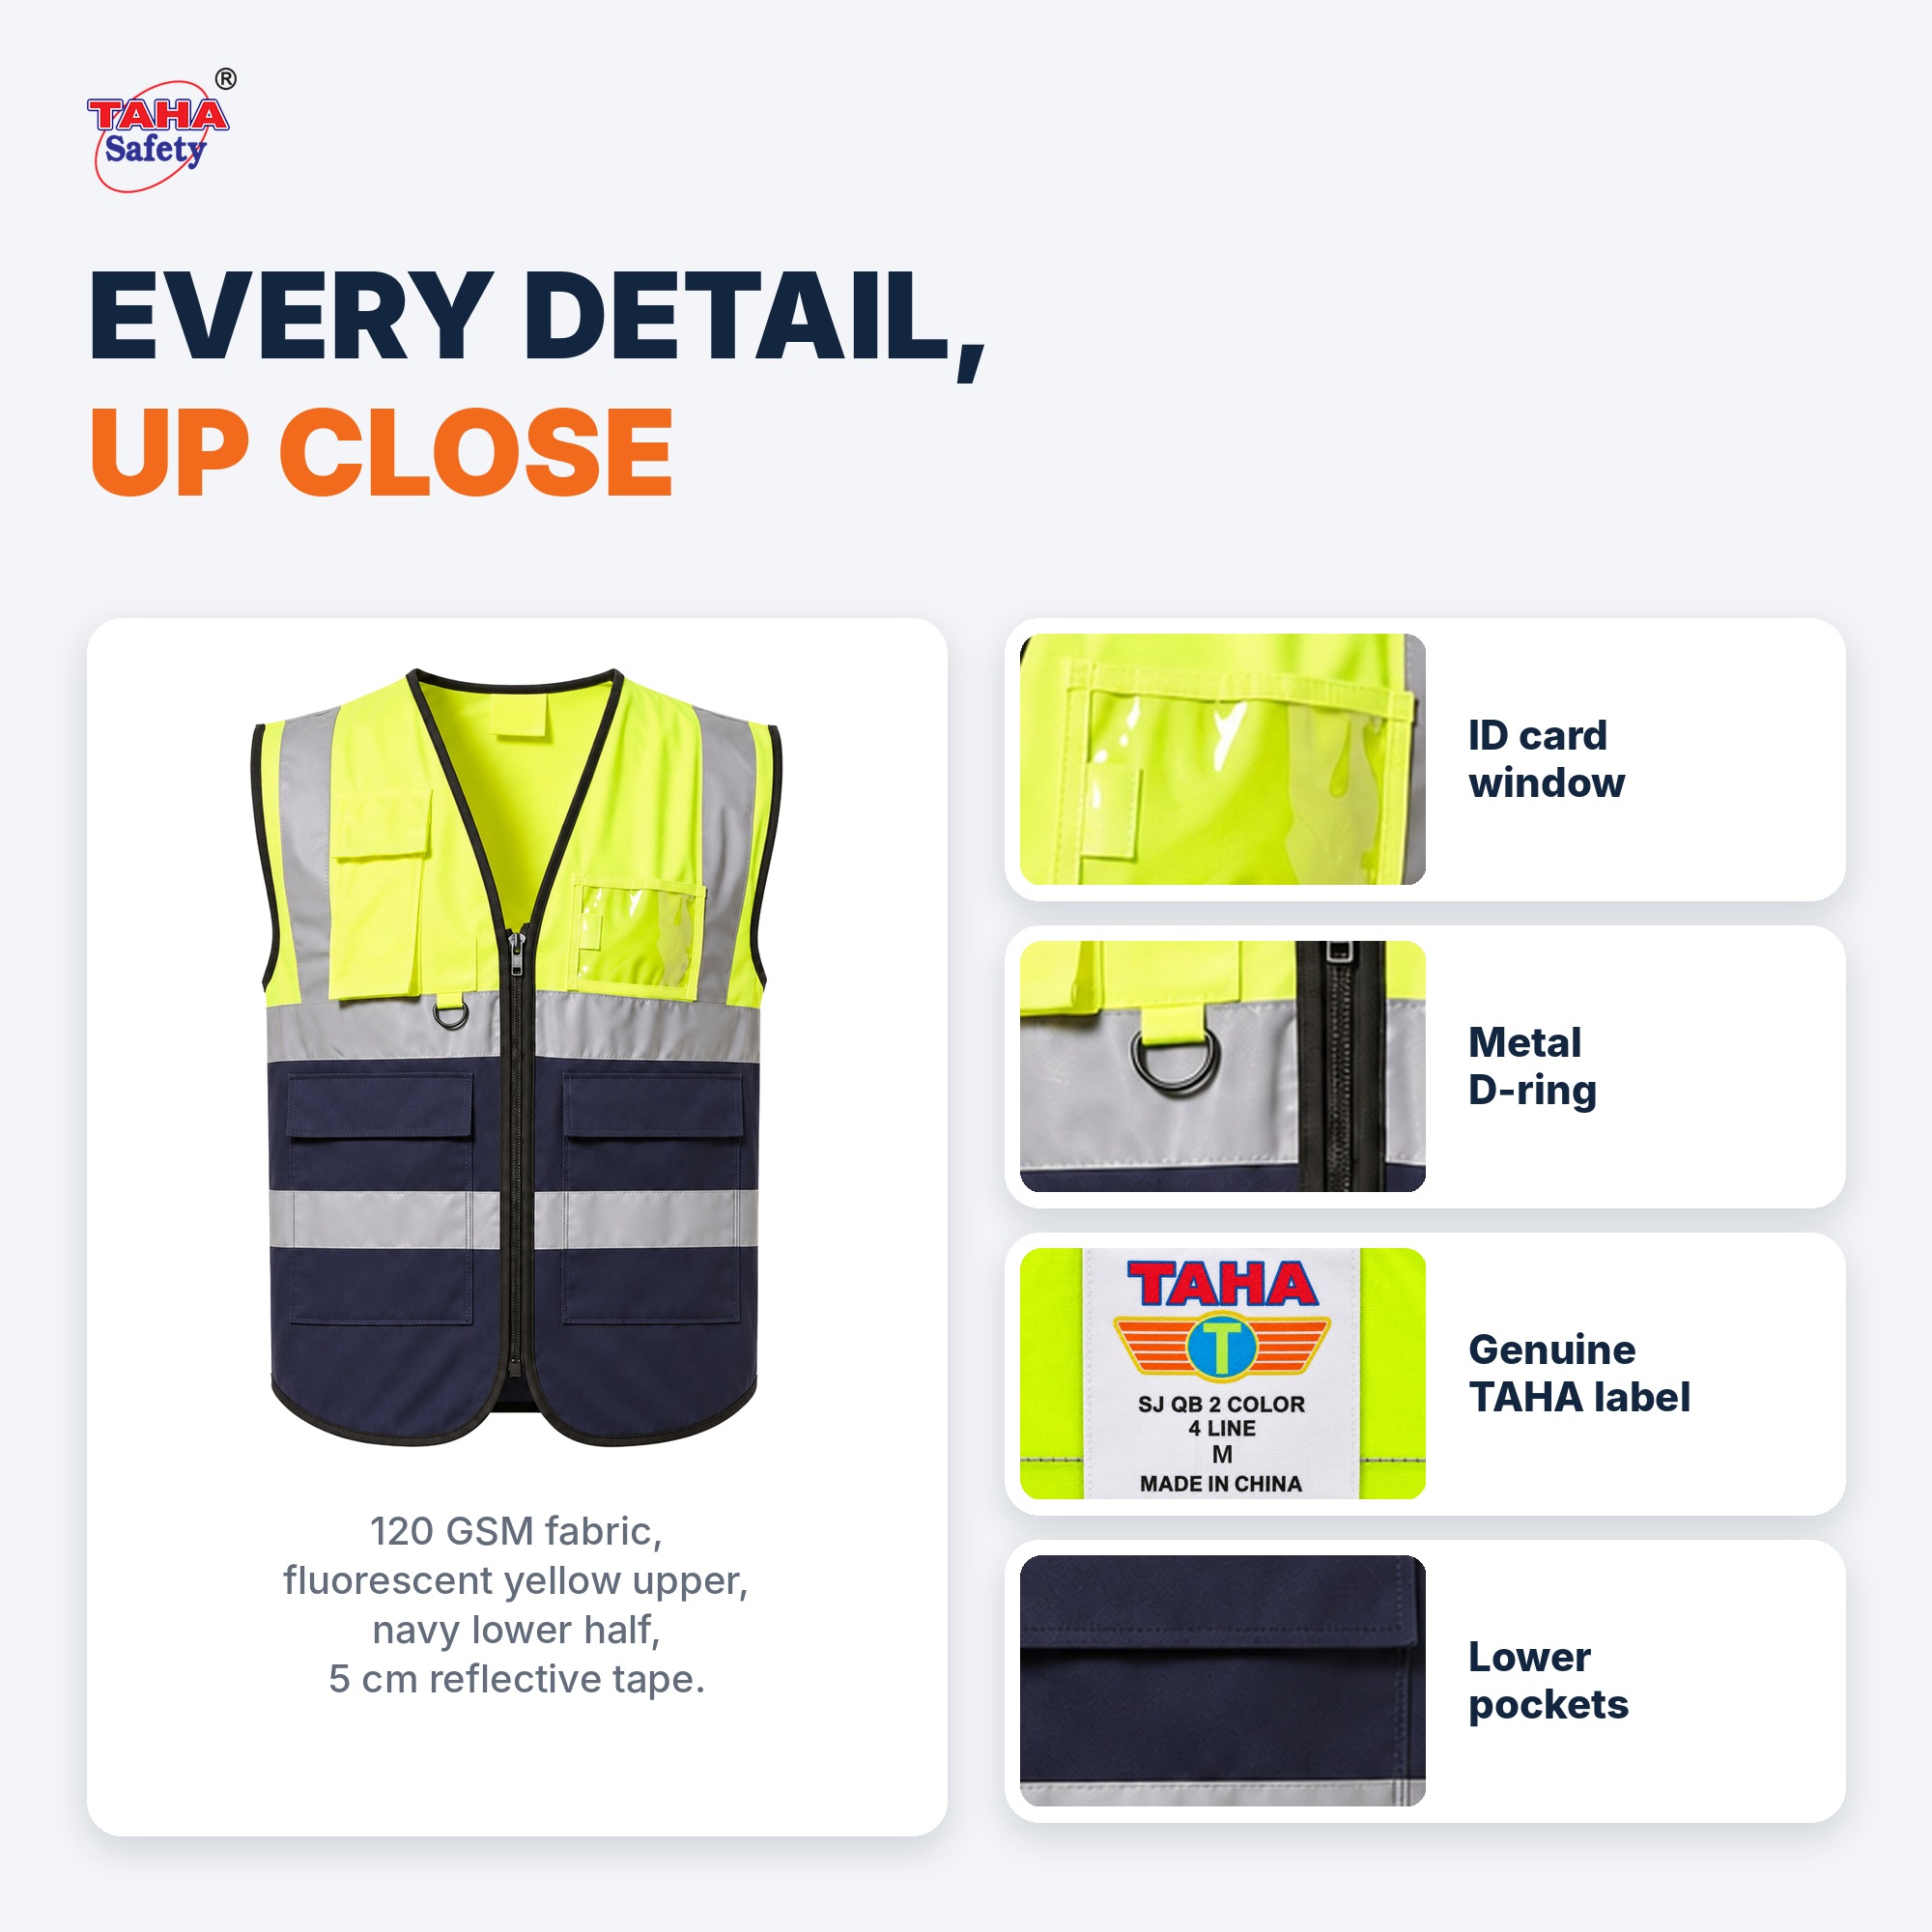 TAHA ®
Safety
EVERY DETAIL,
UP CLOSE
120 GSM fabric,
fluorescent yellow upper,
navy lower half,
5 cm reflective tape.
ID card
window
Metal
D-ring
TAHA
T
SJ QB 2 COLOR
4 LINE
M
MADE IN CHINA
Genuine
TAHA label
Lower
pockets